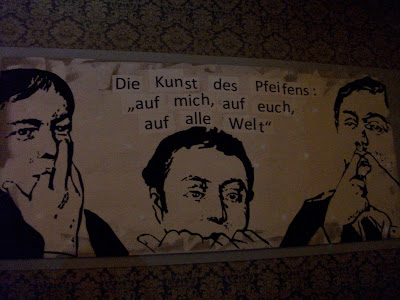 Die Kunst des Pfeifens:
„auf mich, auf euch,
auf alle Welt“